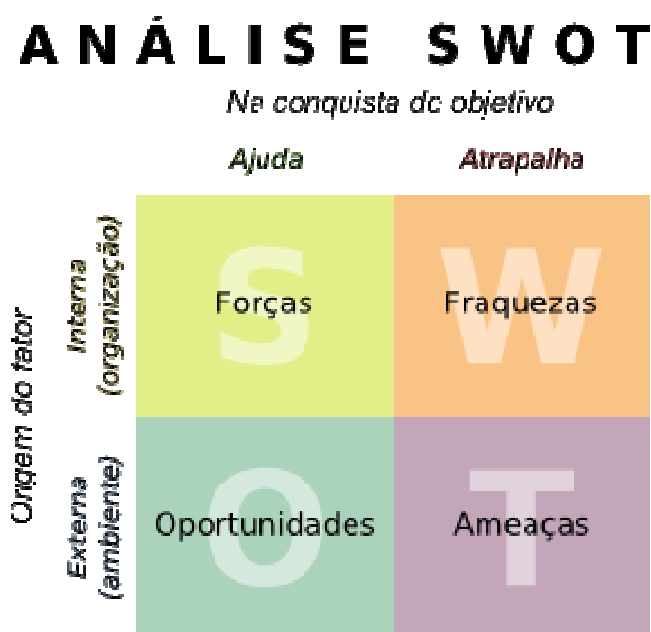 ANÁLISE SWOT
Na conquista do objetivo
Ajuda
Atrapalha
Origem do fator
Interna
(organização)
S
Forças
W
Fraquezas
Externa
(ambiente)
O
Oportunidades
T
Ameaças